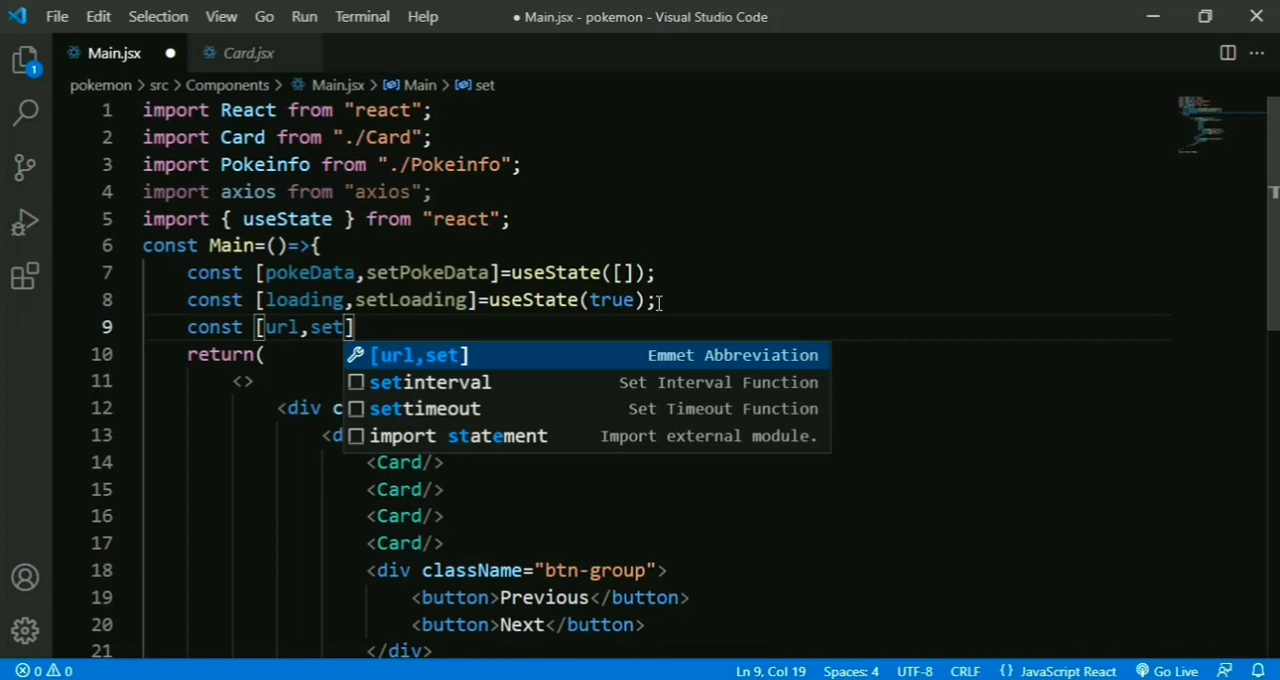 File Edit Selection View Go Run Terminal Help ● Main.jsx - pokemon - Visual Studio Code
Main.jsx ● Card.jsx
1
pokemon > src > Components > Main.jsx > Main > set
1 import React from "react";
2 import Card from "./Card";
3 import Pokeinfo from "./Pokeinfo";
4 import axios from "axios";
5 import { useState } from "react";
6 const Main=()=>{
7 const [pokeData,setPokeData]=useState([]);
8 const [loading,setLoading]=useState(true);
9 const [url,set]
10 return(
[url,set] Emmet Abbreviation
11 <>
setinterval Set Interval Function
12 <div c
settimeout Set Timeout Function
13 <d
import statement Import external module.
14 <Card/>
15 <Card/>
16 <Card/>
17 <Card/>
18 <div className="btn-group">
19 <button>Previous</button>
20 <button>Next</button>
21 </div>
0 0 Ln 9, Col 19 Spaces: 4 UTF-8 CRLF {} JavaScript React Go Live